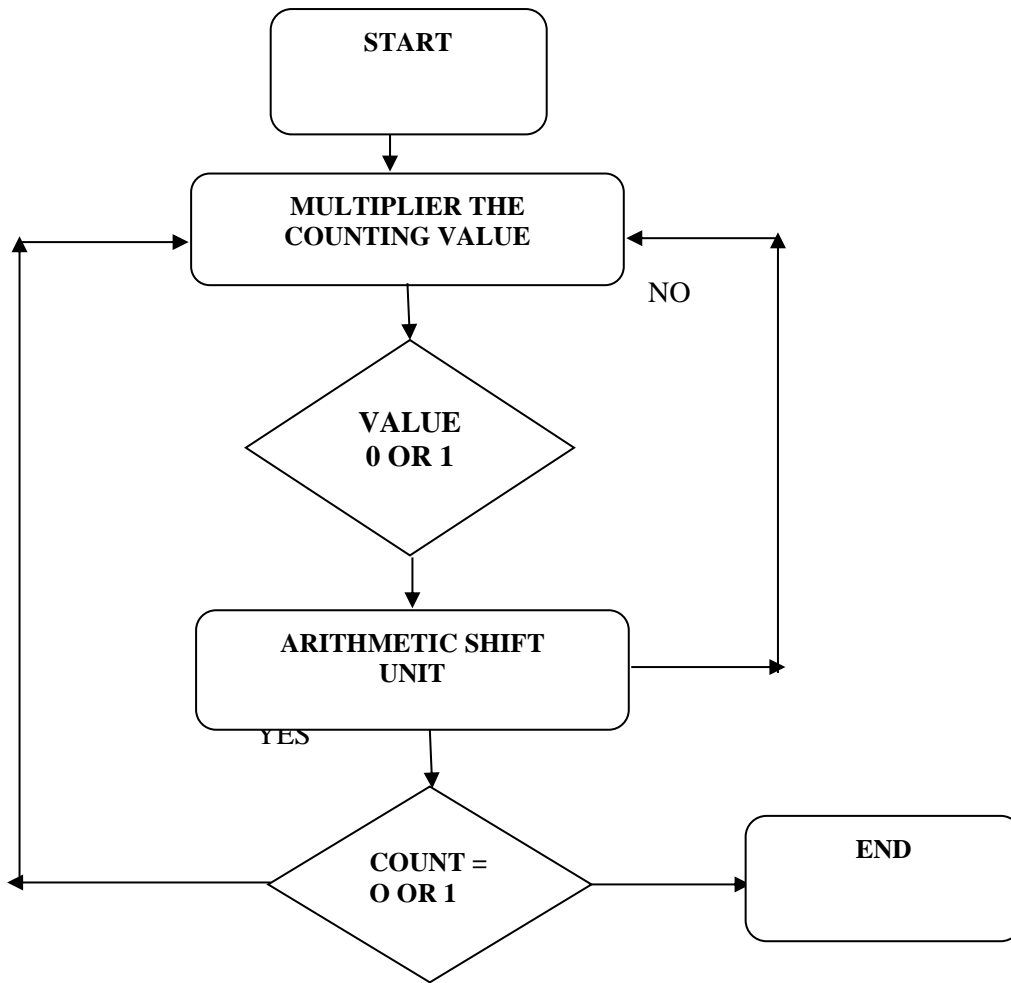 START
MULTIPLIER THE
COUNTING VALUE
NO
VALUE
0 OR 1
ARITHMETIC SHIFT
UNIT
YES
COUNT =
O OR 1
END